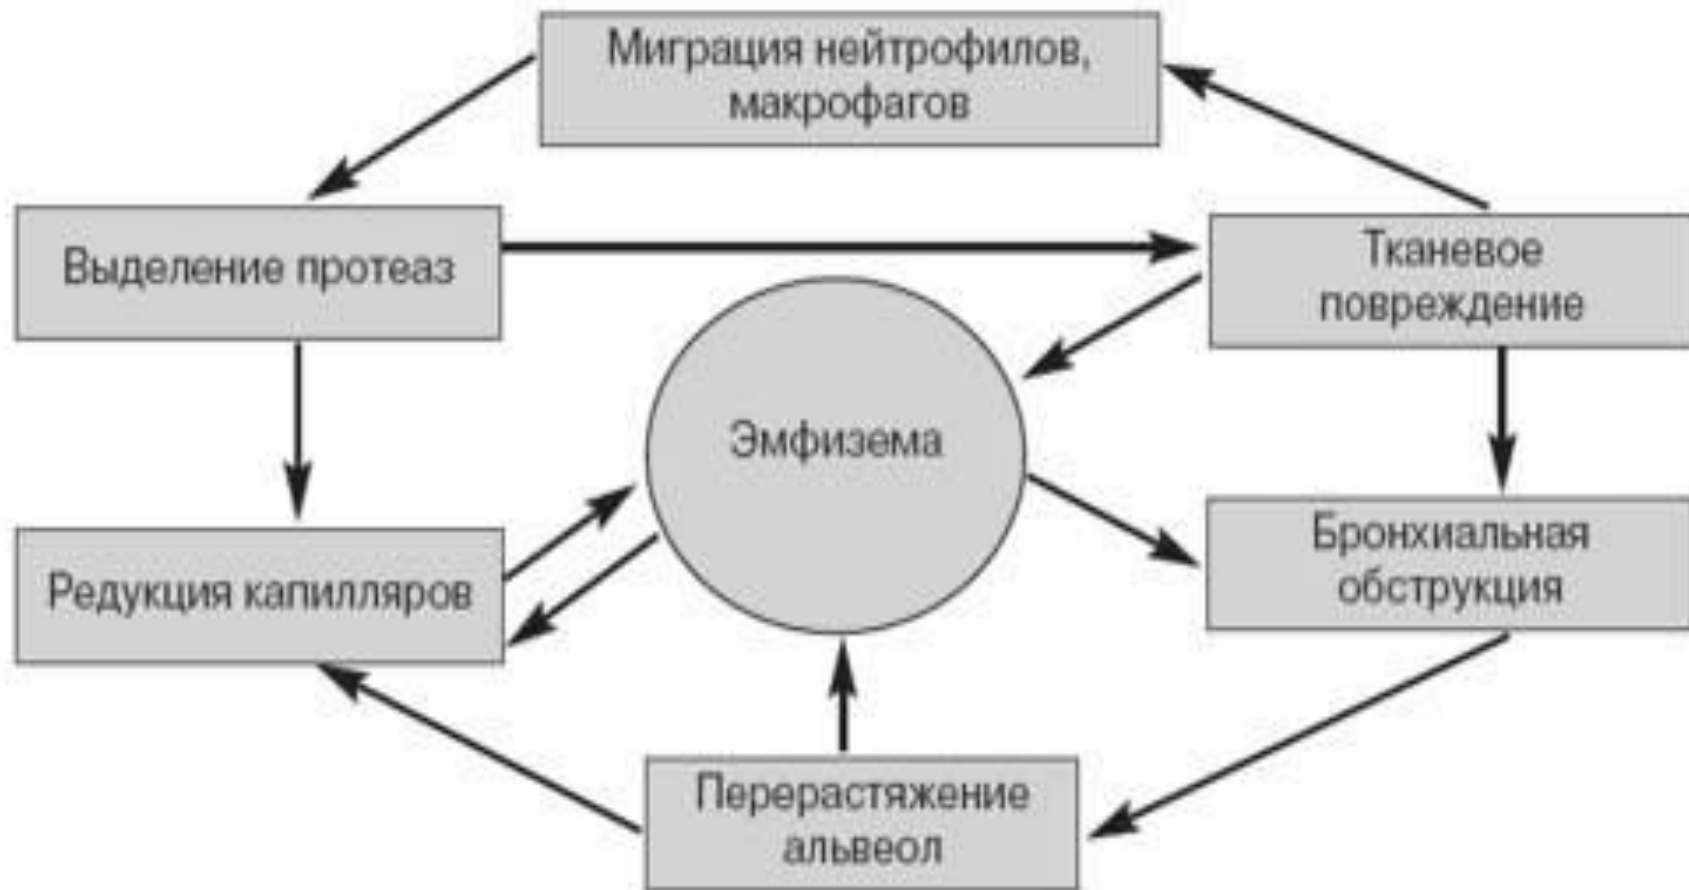 Миграция нейтрофилов,
макрофагов
Выделение протеаз
Тканевое
повреждение
Эмфизема
Редукция капилляров
Бронхиальная
обструкция
Перерастяжение
альвеол